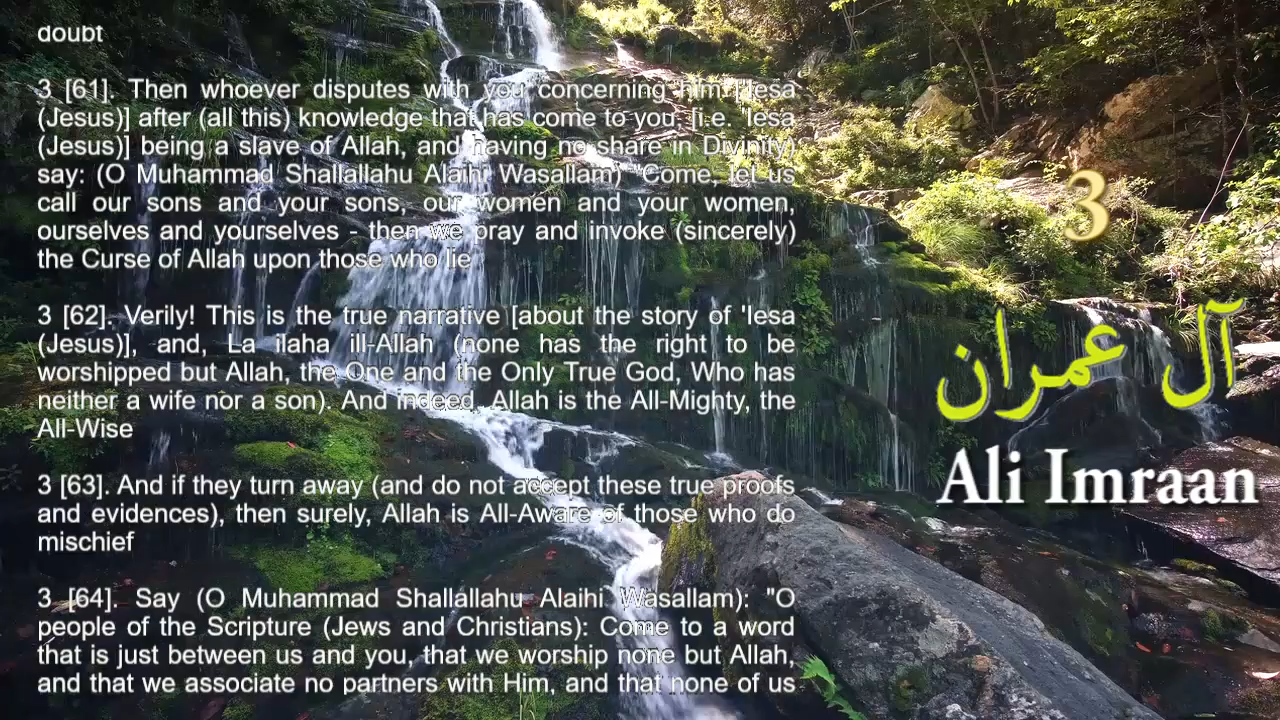 doubt
3 [61]. Then whoever disputes with you concerning him ['Iesa
(Jesus)] after (all this) knowledge that has come to you, [i.e. 'Iesa
(Jesus)] being a slave of Allah, and having no share in Divinity)
say: (O Muhammad Shallallahu Alaihi Wasallam) "Come, let us
call our sons and your sons, our women and your women,
ourselves and yourselves - then we pray and invoke (sincerely)
the Curse of Allah upon those who lie
3 [62]. Verily! This is the true narrative [about the story of 'Iesa
(Jesus)], and, La ilaha ill-Allah (none has the right to be
worshipped but Allah, the One and the Only True God, Who has
neither a wife nor a son). And indeed, Allah is the All-Mighty, the
All-Wise
3 [63]. And if they turn away (and do not accept these true proofs
and evidences), then surely, Allah is All-Aware of those who do
mischief
3 [64]. Say (O Muhammad Shallallahu Alaihi Wasallam): "O
people of the Scripture (Jews and Christians): Come to a word
that is just between us and you, that we worship none but Allah,
and that we associate no partners with Him, and that none of us
3
آل عمران
Ali Imraan